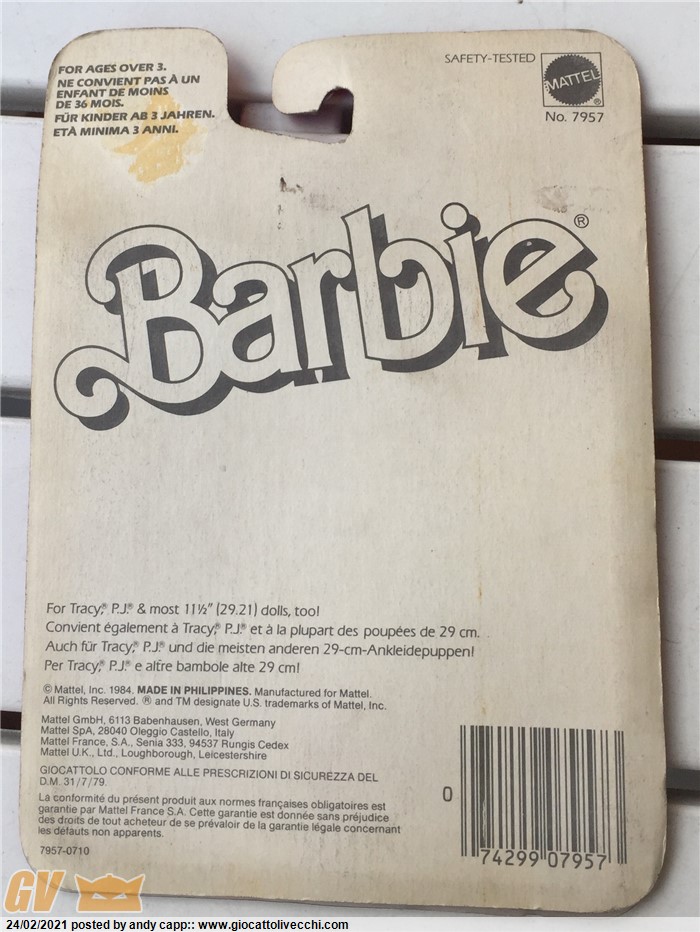 FOR AGES OVER 3.
NE CONVIENT PAS À UN
ENFANT DE MOINS
DE 36 MOIS.
FÜR KINDER AB 3 JAHREN.
ETÀ MINIMA 3 ANNI.
SAFETY-TESTED
MATTEL
®
No. 7957
Barbie®
For Tracy,® P.J.® & most 11½" (29.21) dolls, too!
Convient également à Tracy,® P.J.® et à la plupart des poupées de 29 cm.
Auch für Tracy,® P.J.® und die meisten anderen 29-cm-Ankleidepuppen!
Per Tracy,® P.J.® e altre bambole alte 29 cm!
© Mattel, Inc. 1984. MADE IN PHILIPPINES. Manufactured for Mattel.
All Rights Reserved. ® and TM designate U.S. trademarks of Mattel, Inc.
Mattel GmbH, 6113 Babenhausen, West Germany
Mattel SpA, 28040 Oleggio Castello, Italy
Mattel France, S.A., Senia 333, 94537 Rungis Cedex
Mattel U.K., Ltd., Loughborough, Leicestershire
GIOCATTOLO CONFORME ALLE PRESCRIZIONI DI SICUREZZA DEL
D.M. 31/7/79.
La conformité du présent produit aux normes françaises obligatoires est
garantie par Mattel France S.A. Cette garantie est donnée sans préjudice
des droits de tout acheteur de se prévaloir de la garantie légale concernant
les défauts non apparents.
7957-0710
0 74299 07957
GV
24/02/2021 posted by andy capp:: www.giocattolivecchi.com